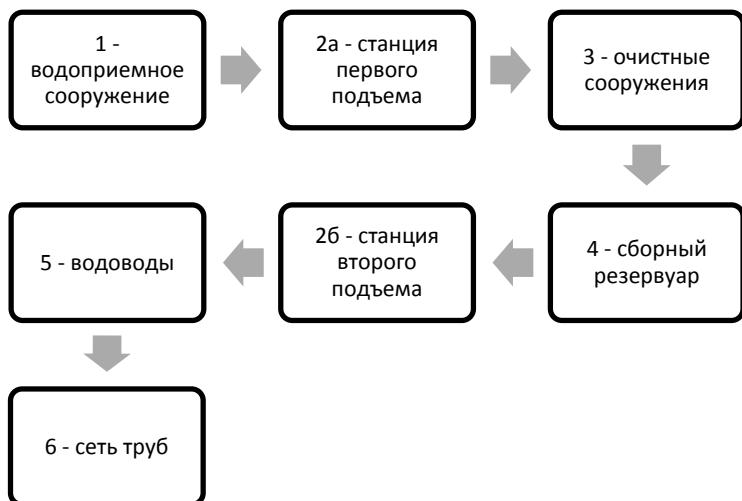 1 -
водоприемное
сооружение
2а - станция
первого
подъема
3 - очистные
сооружения
4 - сборный
резервуар
2б - станция
второго
подъема
5 - водоводы
6 - сеть труб